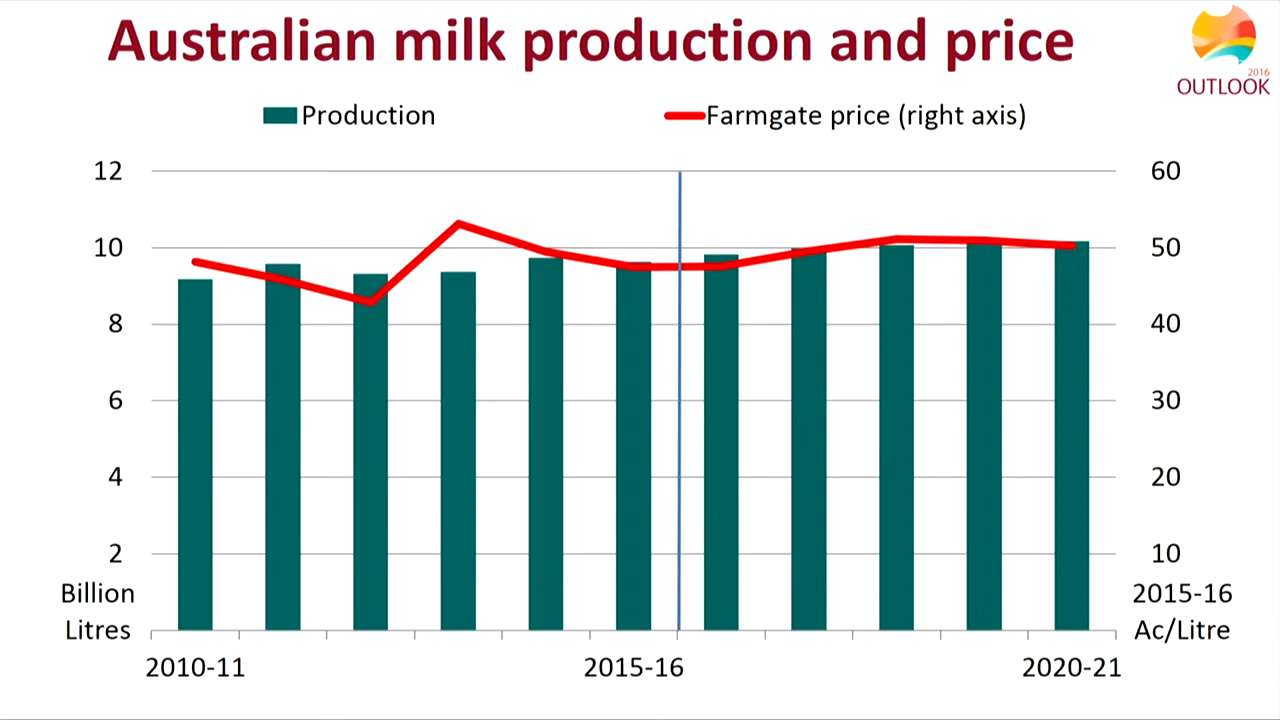 Australian milk production and price
2016
OUTLOOK
Production
Farmgate price (right axis)
12
60
10
50
8
40
6
30
4
20
2
10
Billion
Litres
2015-16
Ac/Litre
2010-11
2015-16
2020-21